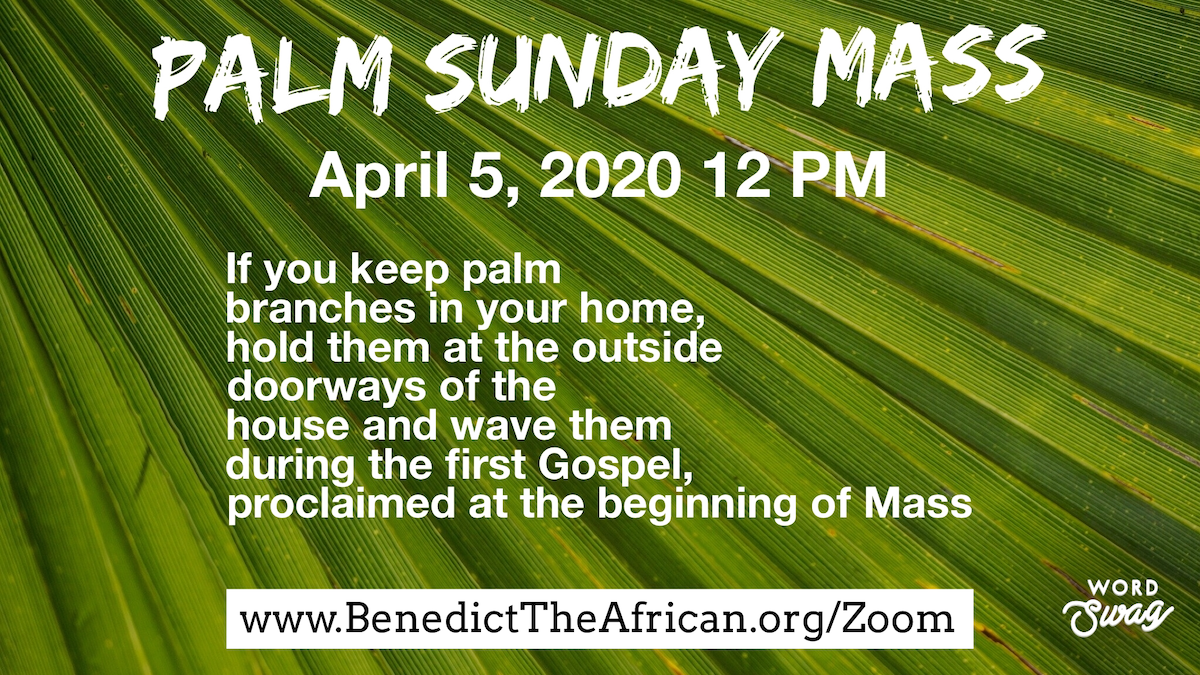 PALM SUNDAY MASS
April 5, 2020 12 PM
If you keep palm
branches in your home,
hold them at the outside
doorways of the
house and wave them
during the first Gospel,
proclaimed at the beginning of Mass
www.BenedictTheAfrican.org/Zoom
WORD
Swag